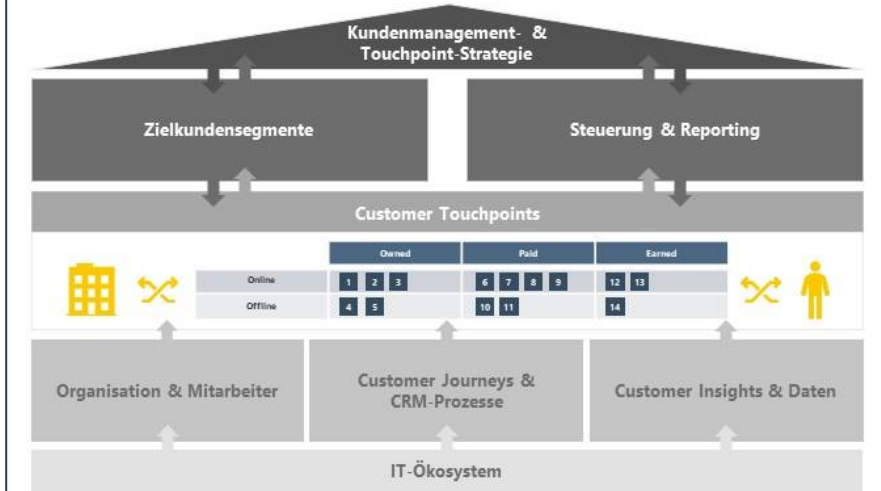 Kundenmanagement- &
Touchpoint-Strategie
Zielkundensegmente
Steuerung & Reporting
Customer Touchpoints
Owned Paid Earned
Online 1 2 3 6 7 8 9 12 13
Offline 4 5 10 11 14
Organisation & Mitarbeiter
Customer Journeys &
CRM-Prozesse
Customer Insights & Daten
IT-Ökosystem